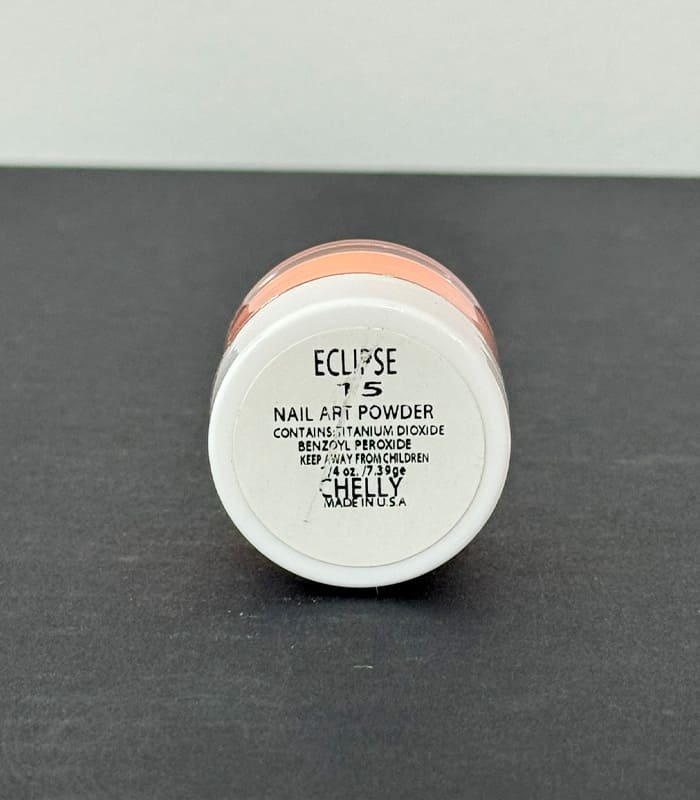 ECLIPSE
15
NAIL ART POWDER
CONTAINS:TITANIUM DIOXIDE
BENZOYL PEROXIDE
KEEP AWAY FROM CHILDREN
1/4 oz. /7.39ge
CHELLY
MADE IN U.S.A